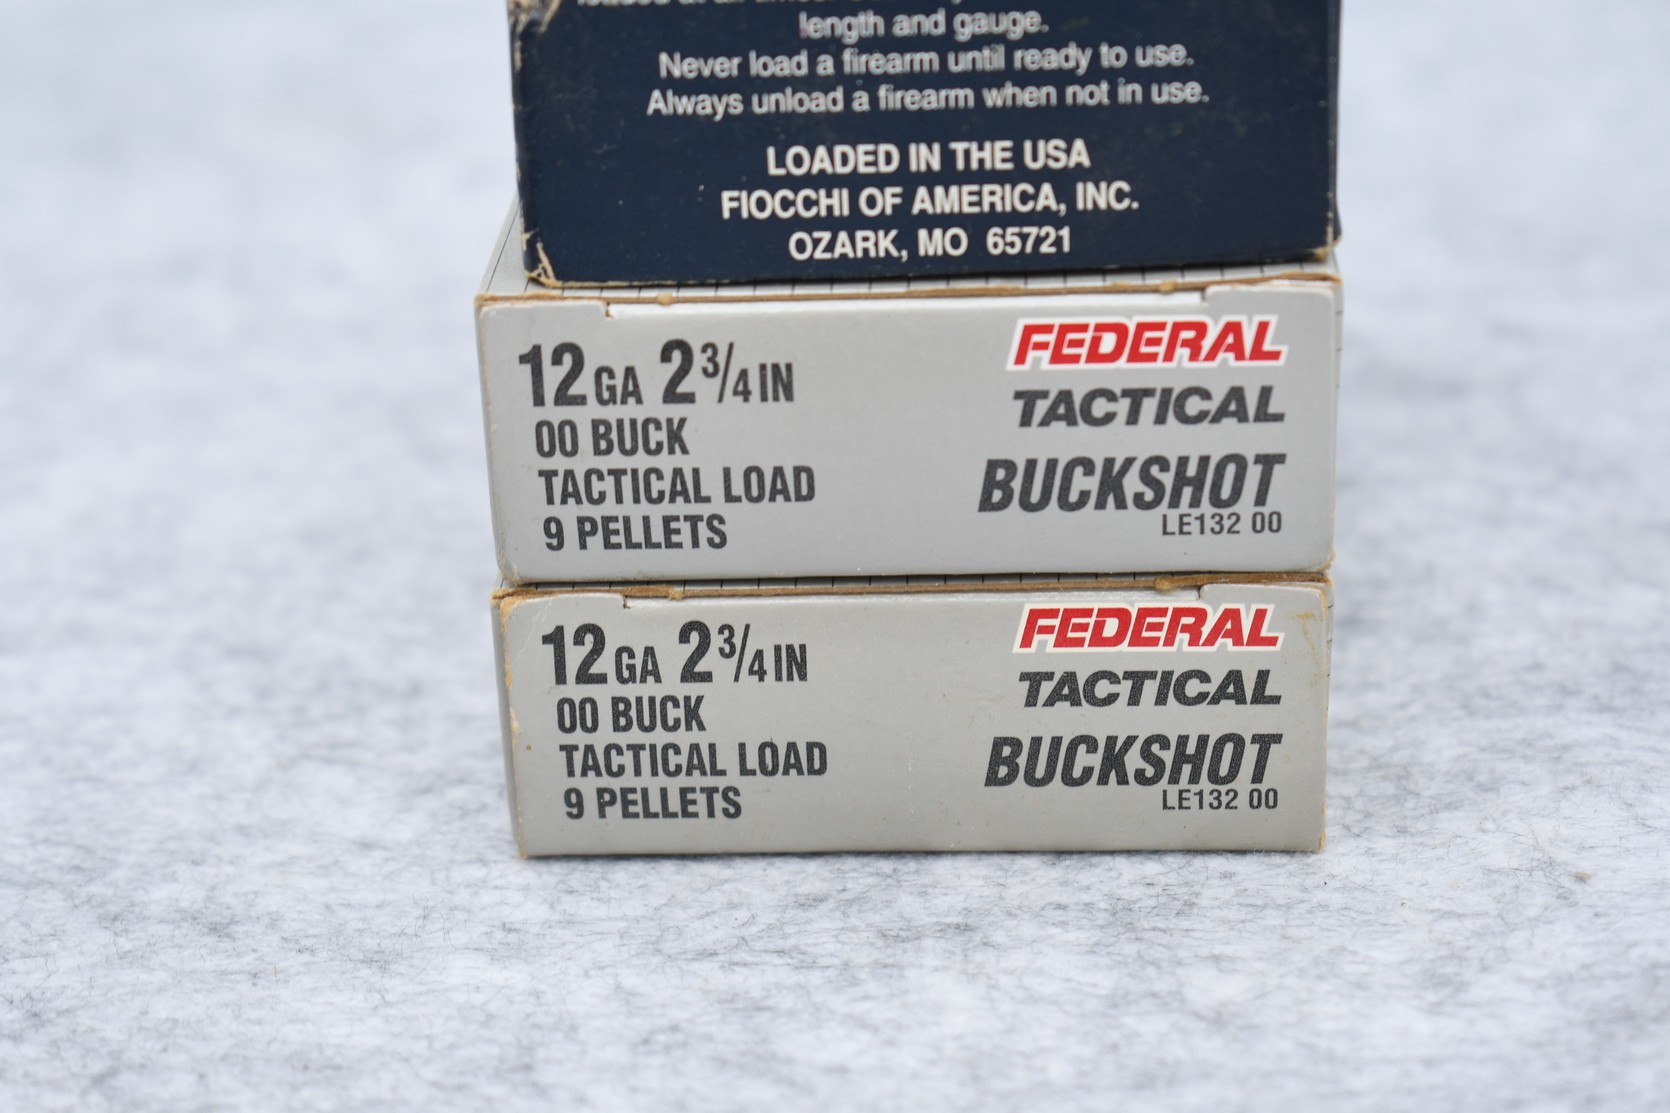 length and gauge.
Never load a firearm until ready to use.
Always unload a firearm when not in use.
LOADED IN THE USA
FIOCCHI OF AMERICA, INC.
OZARK, MO 65721
12 GA 2 3/4 IN
00 BUCK
TACTICAL LOAD
9 PELLETS
FEDERAL
TACTICAL
BUCKSHOT
LE132 00
12 GA 2 3/4 IN
00 BUCK
TACTICAL LOAD
9 PELLETS
FEDERAL
TACTICAL
BUCKSHOT
LE132 00